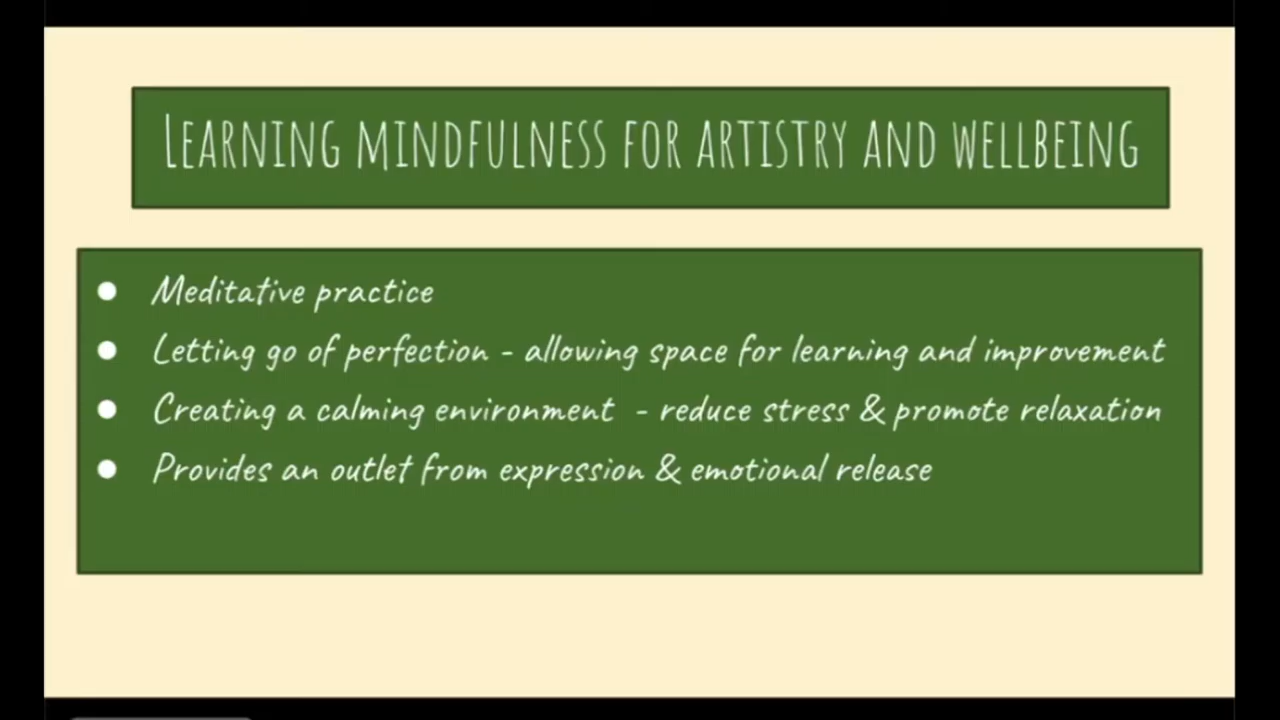 Learning mindfulness for artistry and wellbeing
● Meditative practice
● Letting go of perfection - allowing space for learning and improvement
● Creating a calming environment - reduce stress & promote relaxation
● Provides an outlet from expression & emotional release